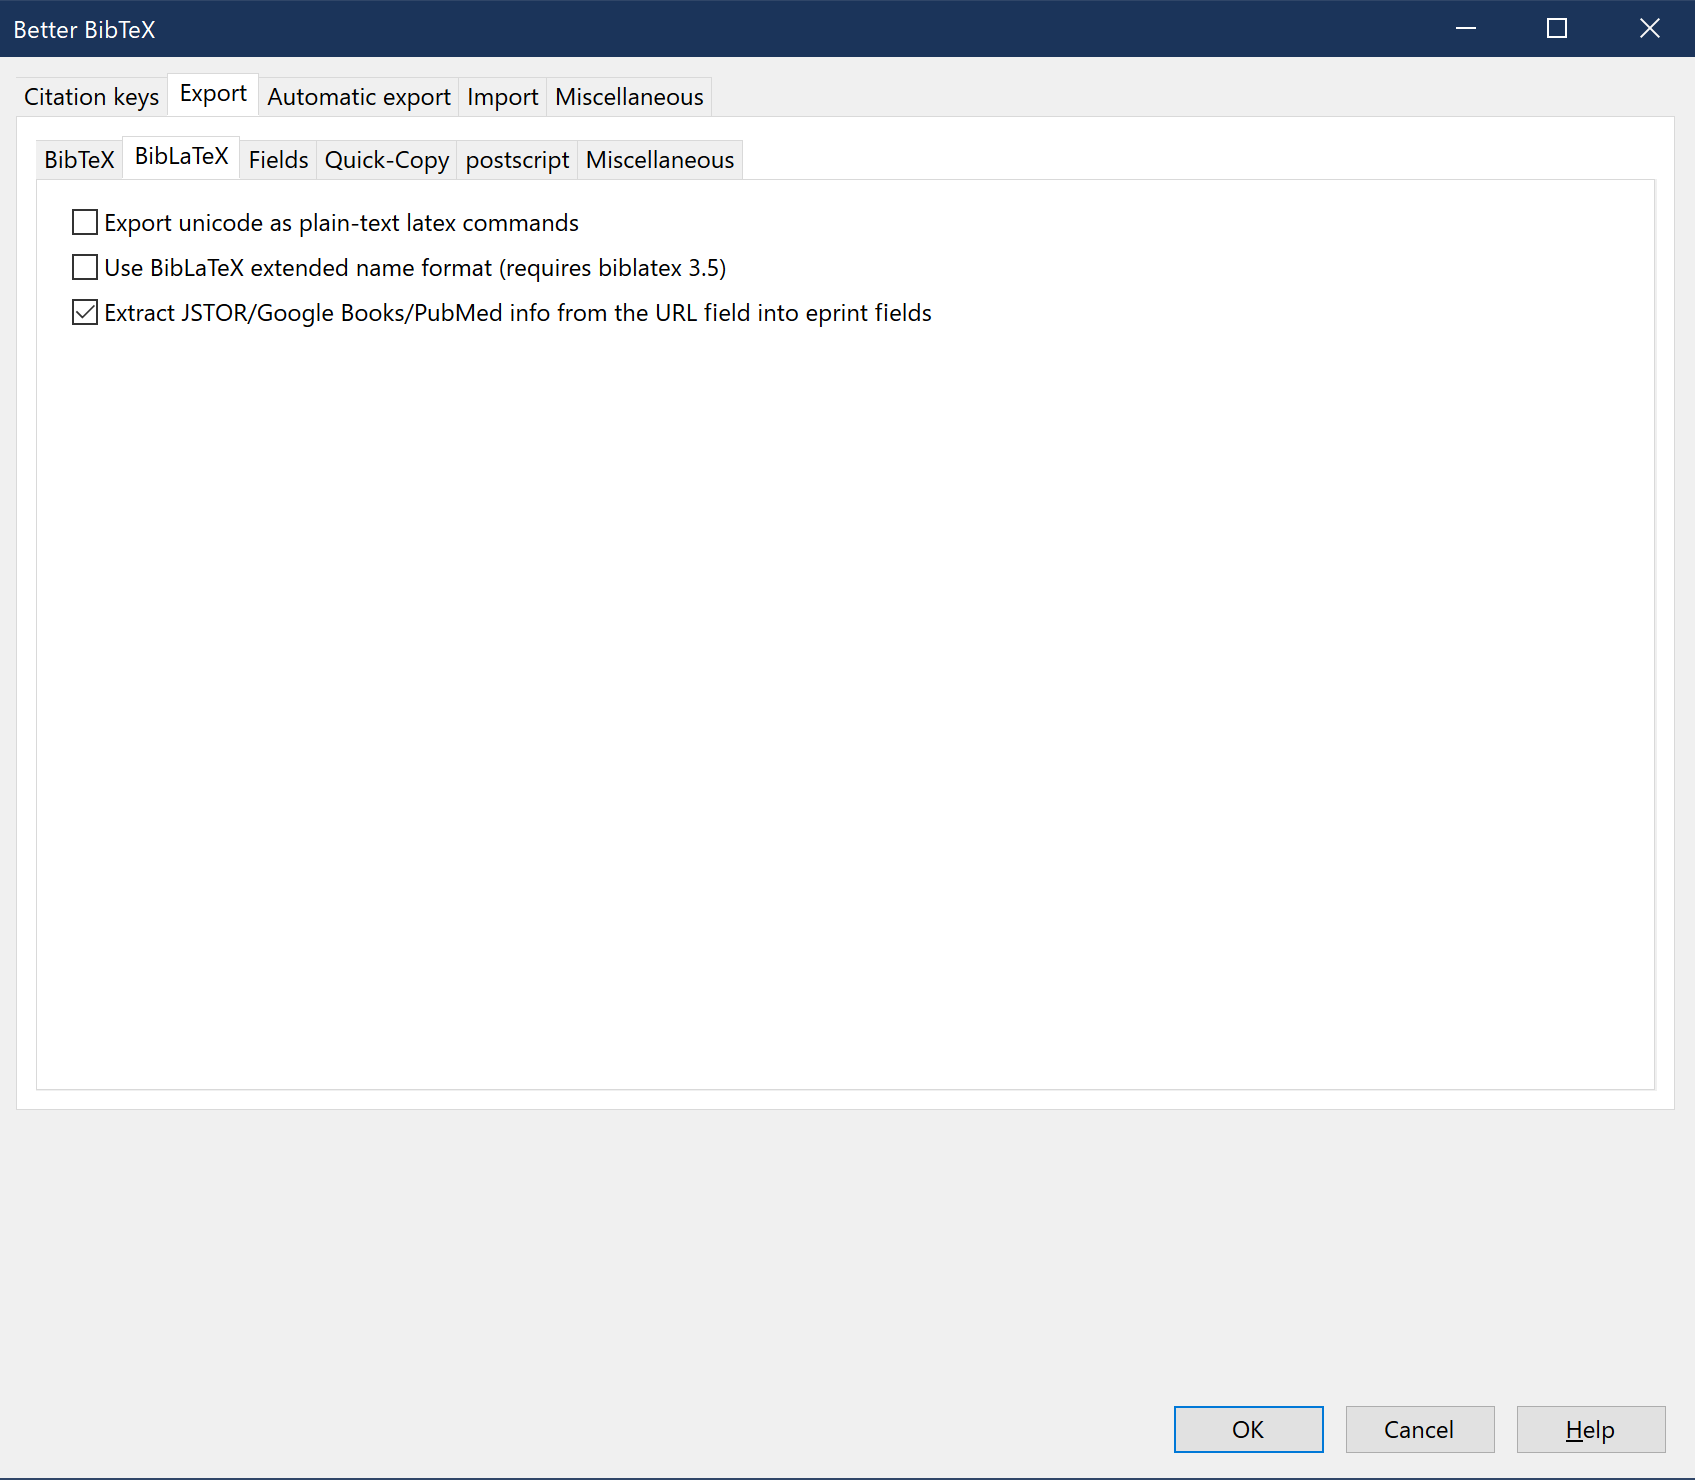 Better BibTeX
Citation keys Export Automatic export Import Miscellaneous
BibTeX BibLaTeX Fields Quick-Copy postscript Miscellaneous
Export unicode as plain-text latex commands
Use BibLaTeX extended name format (requires biblatex 3.5)
Extract JSTOR/Google Books/PubMed info from the URL field into eprint fields
OK Cancel Help